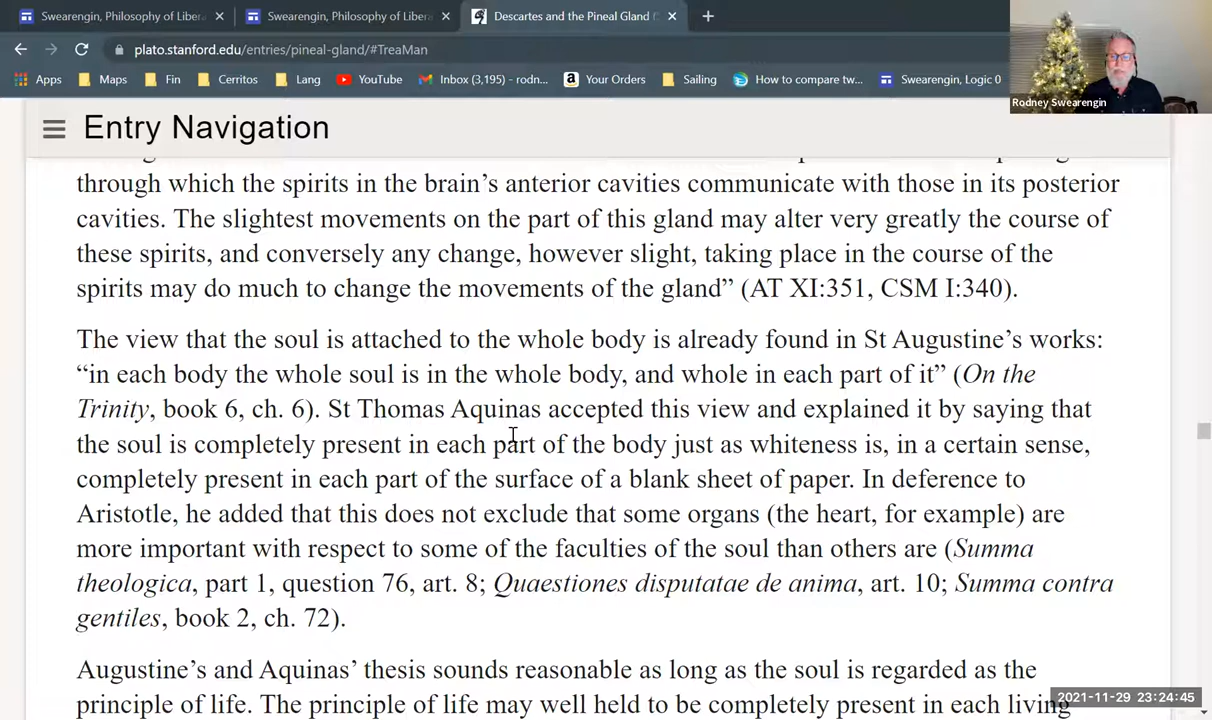 Swearengin, Philosophy of Libera
Swearengin, Philosophy of Libera
Descartes and the Pineal Gland (
plato.stanford.edu/entries/pineal-gland/#TreaMan
Apps
Maps
Fin
Cerritos
Lang
YouTube
Inbox (3,195) - rodn...
Your Orders
Sailing
How to compare tw...
Swearengin, Logic 0
Rodney Swearengin
Entry Navigation
through which the spirits in the brain’s anterior cavities communicate with those in its posterior
cavities. The slightest movements on the part of this gland may alter very greatly the course of
these spirits, and conversely any change, however slight, taking place in the course of the
spirits may do much to change the movements of the gland” (AT XI:351, CSM I:340).
The view that the soul is attached to the whole body is already found in St Augustine’s works:
“in each body the whole soul is in the whole body, and whole in each part of it” (On the
Trinity, book 6, ch. 6). St Thomas Aquinas accepted this view and explained it by saying that
the soul is completely present in each part of the body just as whiteness is, in a certain sense,
completely present in each part of the surface of a blank sheet of paper. In deference to
Aristotle, he added that this does not exclude that some organs (the heart, for example) are
more important with respect to some of the faculties of the soul than others are (Summa
theologica, part 1, question 76, art. 8; Quaestiones disputatae de anima, art. 10; Summa contra
gentiles, book 2, ch. 72).
Augustine’s and Aquinas’ thesis sounds reasonable as long as the soul is regarded as the
principle of life. The principle of life may well held to be completely present in each living
2021-11-29 23:24:45